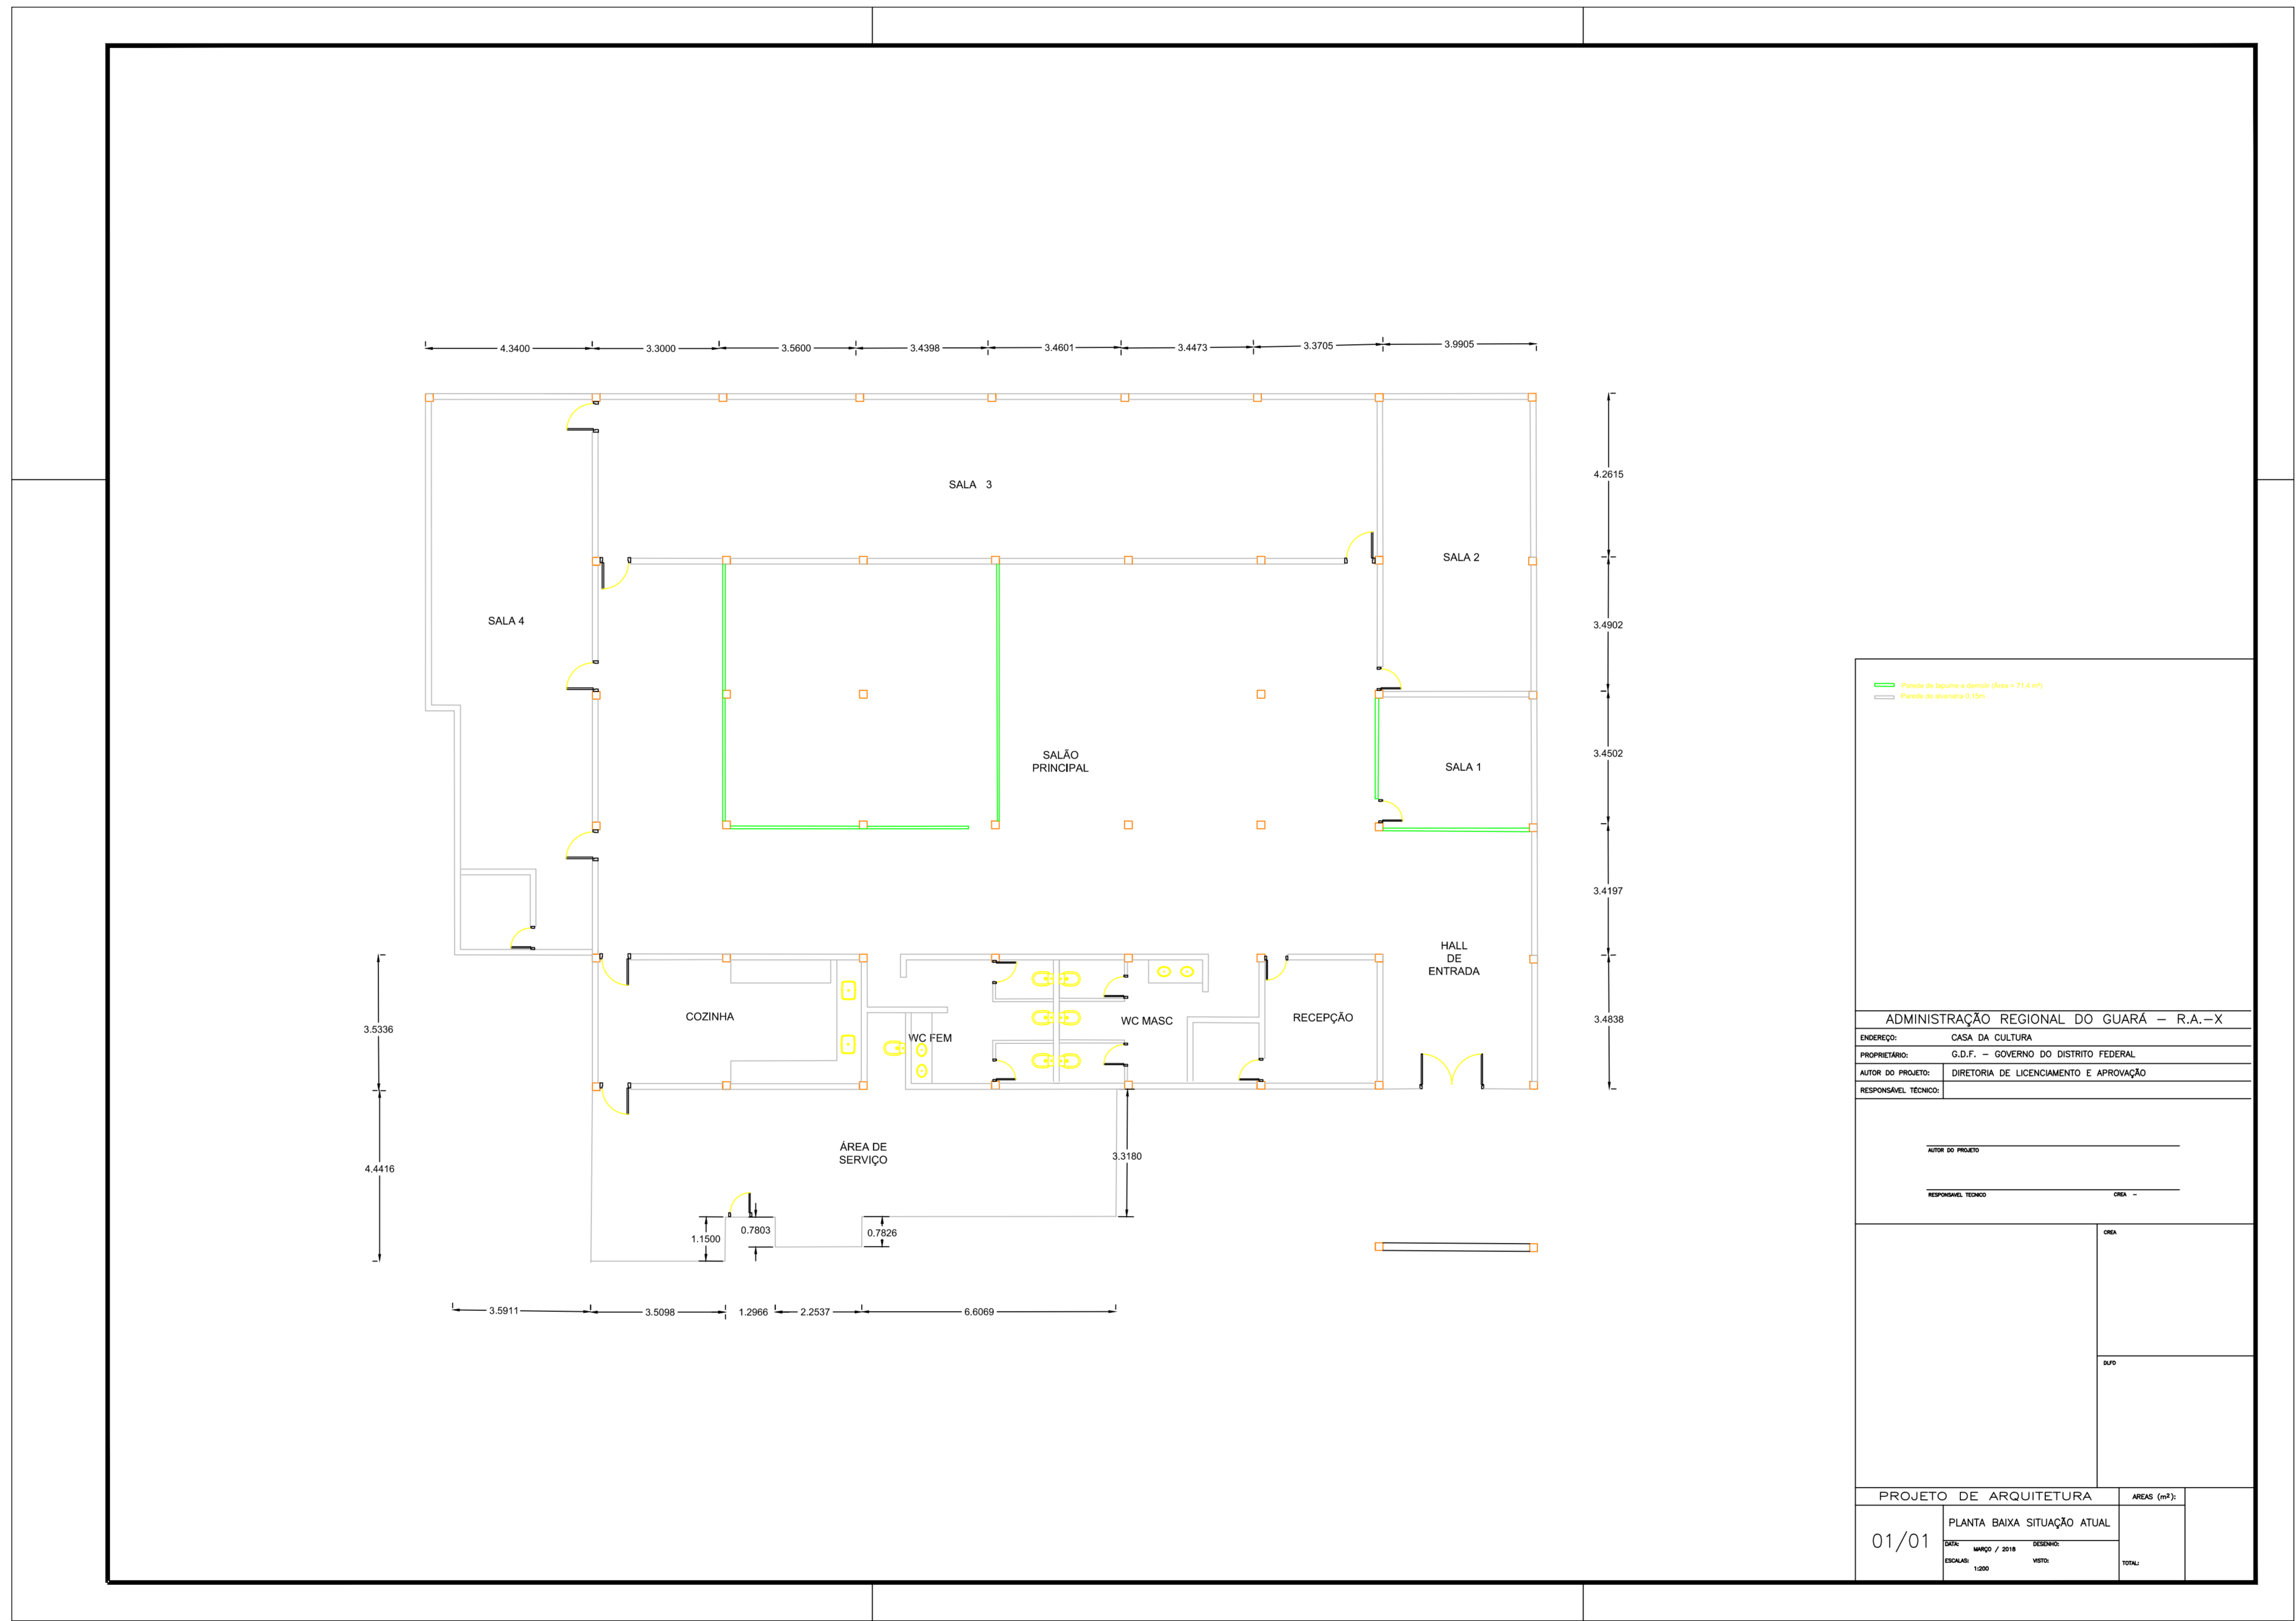 4.3400
3.3000
3.5600
3.4398
3.4601
3.4473
3.3705
3.9905
4.2615
SALA 3
SALA 2
3.4902
SALA 4
3.4502
SALÃO
PRINCIPAL
SALA 1
3.4197
HALL
DE
ENTRADA
3.5336
COZINHA
WC FEM
WC MASC
RECEPÇÃO
3.4838
4.4416
ÁREA DE
SERVIÇO
3.3180
1.1500
0.7803
0.7826
3.5911
3.5098
1.2966
2.2537
6.6069
ADMINISTRAÇÃO REGIONAL DO GUARÁ – R.A.–X
ENDEREÇO: CASA DA CULTURA
PROPRIETÁRIO: G.D.F. – GOVERNO DO DISTRITO FEDERAL
AUTOR DO PROJETO: DIRETORIA DE LICENCIAMENTO E APROVAÇÃO
RESPONSÁVEL TÉCNICO:
AUTOR DO PROJETO
RESPONSAVEL TECNICO CREA –
CREA
DLFO
PROJETO DE ARQUITETURA
AREAS (m²):
01/01
PLANTA BAIXA SITUAÇÃO ATUAL
DATA: MARÇO / 2018 DESENHO:
ESCALAS: 1:200 VISTO:
TOTAL: